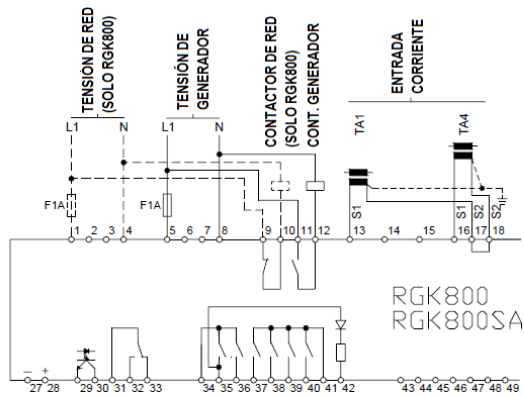 TENSIÓN DE RED
(SOLO RGK800)
TENSIÓN DE
GENERADOR
CONTACTOR DE RED
(SOLO RGK800)
CONT. GENERADOR
ENTRADA
CORRIENTE
L1 N L1 N TA1 TA4
F1A F1A S1 S1 S2 S2
1 2 3 4 5 6 7 8 9 10 11 12 13 14 15 16 17 18
RGK800
RGK800SA
− +
27 28 29 30 31 32 33 34 35 36 37 38 39 40 41 42 43 44 45 46 47 48 49